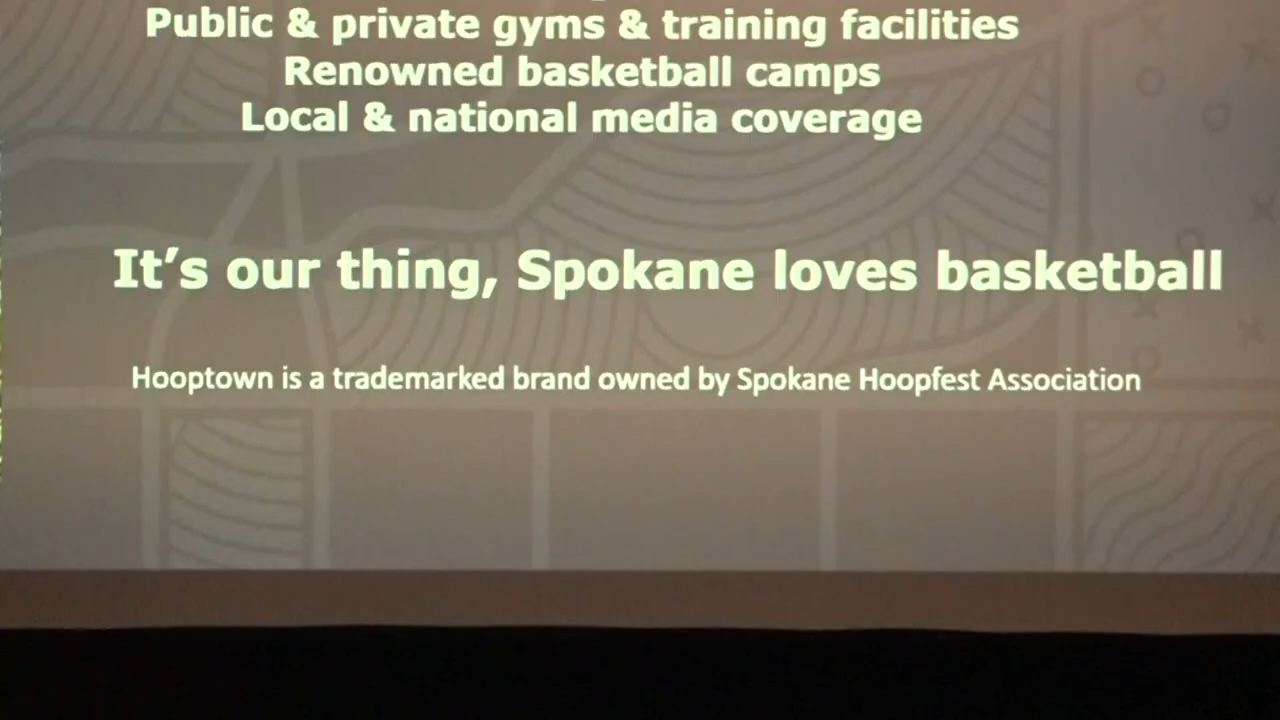 Public & private gyms & training facilities
Renowned basketball camps
Local & national media coverage
It’s our thing, Spokane loves basketball
Hooptown is a trademarked brand owned by Spokane Hoopfest Association